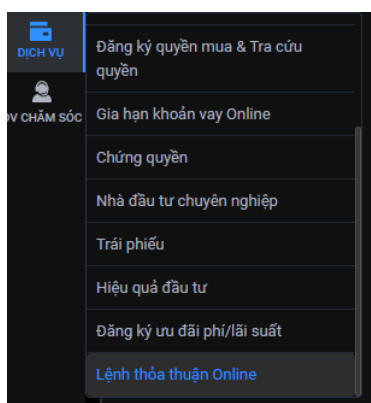 DỊCH VỤ
DV CHĂM SÓC
Đăng ký quyền mua & Tra cứu
quyền
Gia hạn khoản vay Online
Chứng quyền
Nhà đầu tư chuyên nghiệp
Trái phiếu
Hiệu quả đầu tư
Đăng ký ưu đãi phí/lãi suất
Lệnh thỏa thuận Online